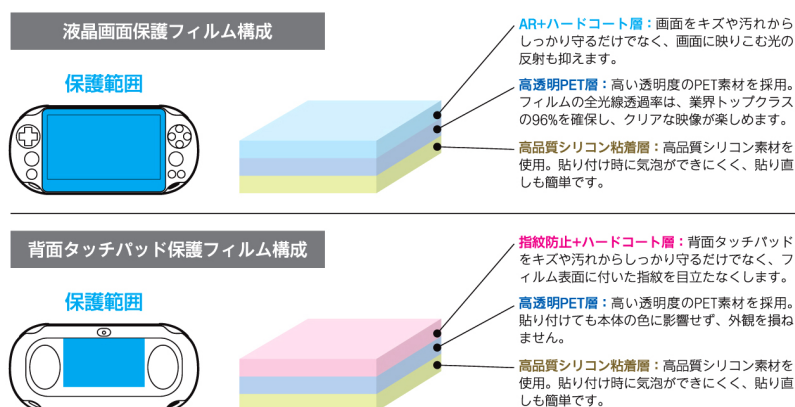 液晶画面保護フィルム構成
保護範囲
AR+ハードコート層：画面をキズや汚れから
しっかり守るだけでなく、画面に映りこむ光の
反射も抑えます。
高透明PET層：高い透明度のPET素材を採用。
フィルムの全光線透過率は、業界トップクラス
の96%を確保し、クリアな映像が楽しめます。
高品質シリコン粘着層：高品質シリコン素材を
使用。貼り付け時に気泡ができにくく、貼り直
しも簡単です。
背面タッチパッド保護フィルム構成
保護範囲
指紋防止+ハードコート層：背面タッチパッド
をキズや汚れからしっかり守るだけでなく、フ
ィルム表面に付いた指紋を目立たなくします。
高透明PET層：高い透明度のPET素材を採用。
貼り付けても本体の色に影響せず、外観を損ね
ません。
高品質シリコン粘着層：高品質シリコン素材を
使用。貼り付け時に気泡ができにくく、貼り直
しも簡単です。